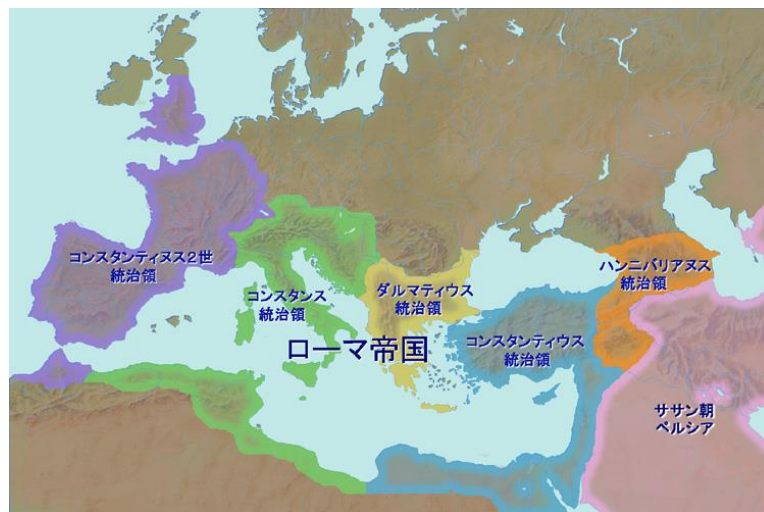 コンスタンティヌス2世
統治領
コンスタンス
統治領
ダルマティウス
統治領
ハンニバリアヌス
統治領
コンスタンティウス
統治領
ローマ帝国
ササン朝
ペルシア